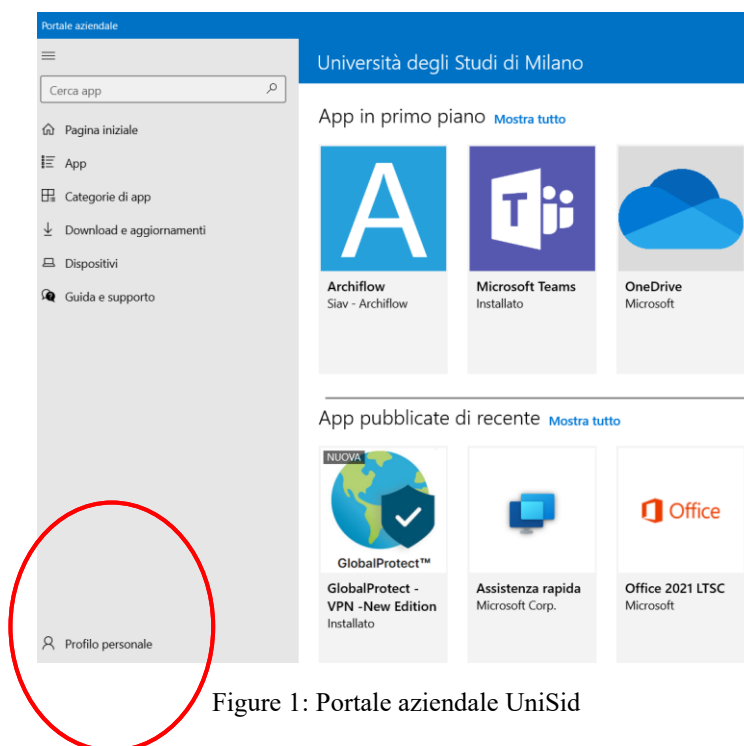 Portale aziendale
Cerca app
Pagina iniziale
App
Categorie di app
Download e aggiornamenti
Dispositivi
Guida e supporto
Profilo personale
Università degli Studi di Milano
App in primo piano Mostra tutto
A
T
Archiflow
Siav - Archiflow
Microsoft Teams
Installato
OneDrive
Microsoft
App pubblicate di recente Mostra tutto
NUOVA
GlobalProtect™
GlobalProtect -
VPN -New Edition
Installato
Assistenza rapida
Microsoft Corp.
Office
Office 2021 LTSC
Microsoft
Figure 1: Portale aziendale UniSid